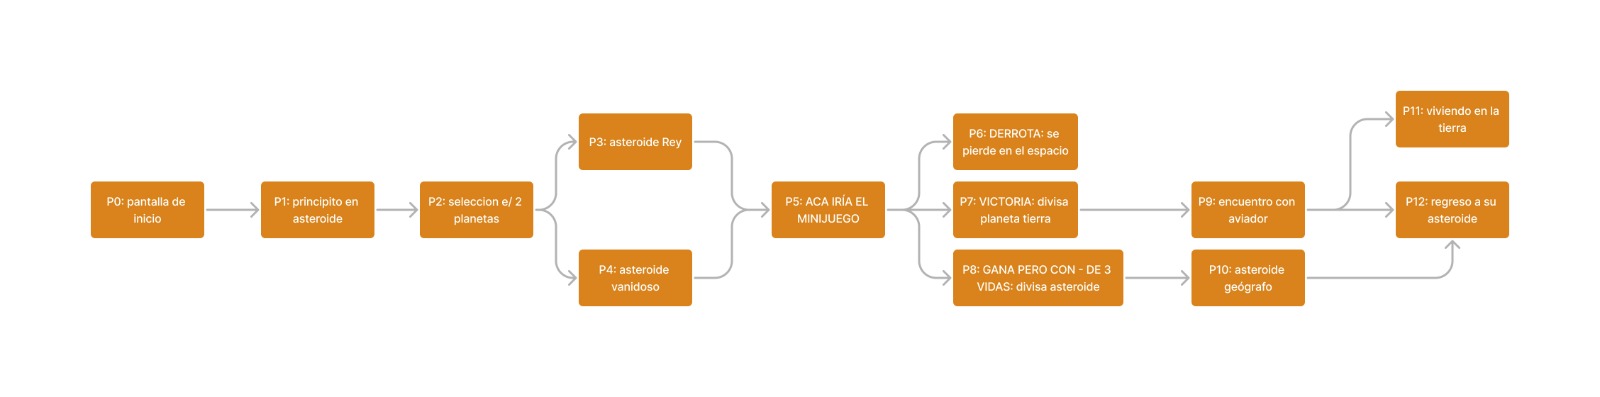 P0: pantalla de
inicio
P1: principito en
asteroide
P2: seleccion e/ 2
planetas
P3: asteroide Rey
P4: asteroide
vanidoso
P5: ACA IRÍA EL
MINIJUEGO
P6: DERROTA: se
pierde en el espacio
P7: VICTORIA: divisa
planeta tierra
P8: GANA PERO CON - DE 3
VIDAS: divisa asteroide
P9: encuentro con
aviador
P10: asteroide
geógrafo
P11: viviendo en la
tierra
P12: regreso a su
asteroide